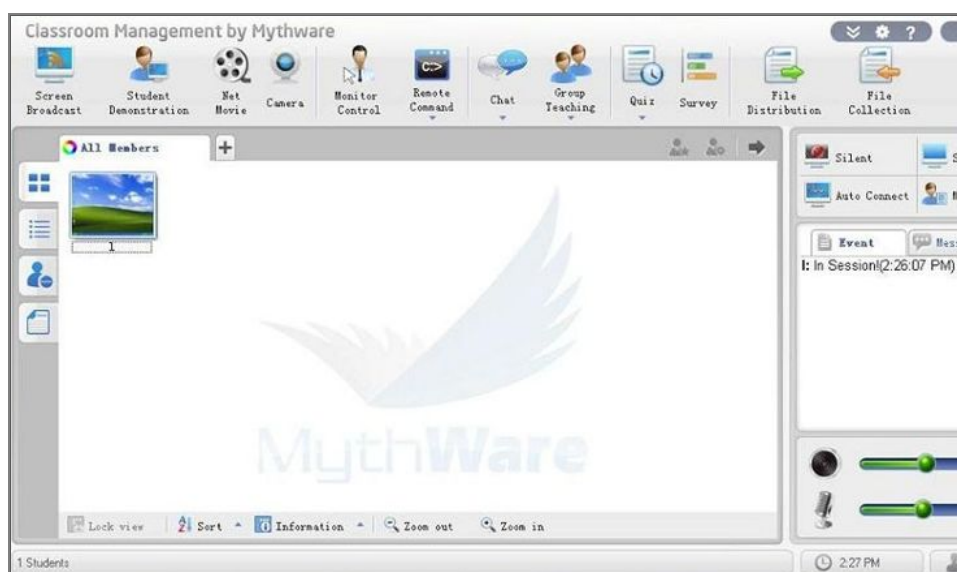 Classroom Management by Mythware
?
Screen Broadcast
Student Demonstration
Net Movie
Camera
Monitor Control
Remote Command
Chat
Group Teaching
Quiz
Survey
File Distribution
File Collection
All Members
Silent
Auto Connect
1
Event
I: In Session!(2:26:07 PM)
MythWare
Lock view
Sort
Information
Zoom out
Zoom in
1 Students
2:27 PM